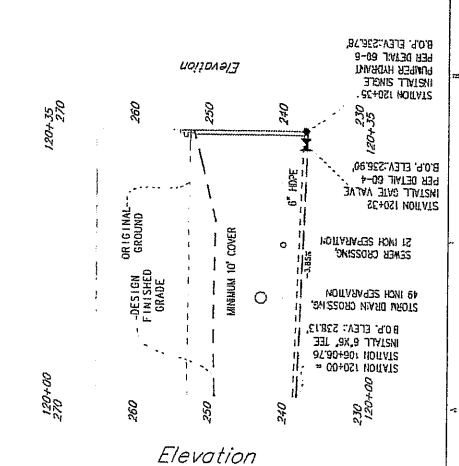 Elevation
120+35
270
260
250
240
230
120+35
ORIGINAL
GROUND
DESIGN
FINISHED
GRADE
MINIMUM 10' COVER
6" HDPE
-3.85%
120+00
270
260
250
240
230
120+00
Elevation
STATION 120+00 =
STATION 106+06.76
INSTALL 6"X6" TEE
B.O.P. ELEV: 238.13'
STORM DRAIN CROSSING,
49 INCH SEPARATION
SEWER CROSSING,
21 INCH SEPARATION
STATION 120+32
INSTALL GATE VALVE
PER DETAIL 60-4
B.O.P. ELEV:236.90'
STATION 120+35'
INSTALL SINGLE
PUMPER HYDRANT
PER DETAIL 60-6
B.O.P. ELEV:236.78'